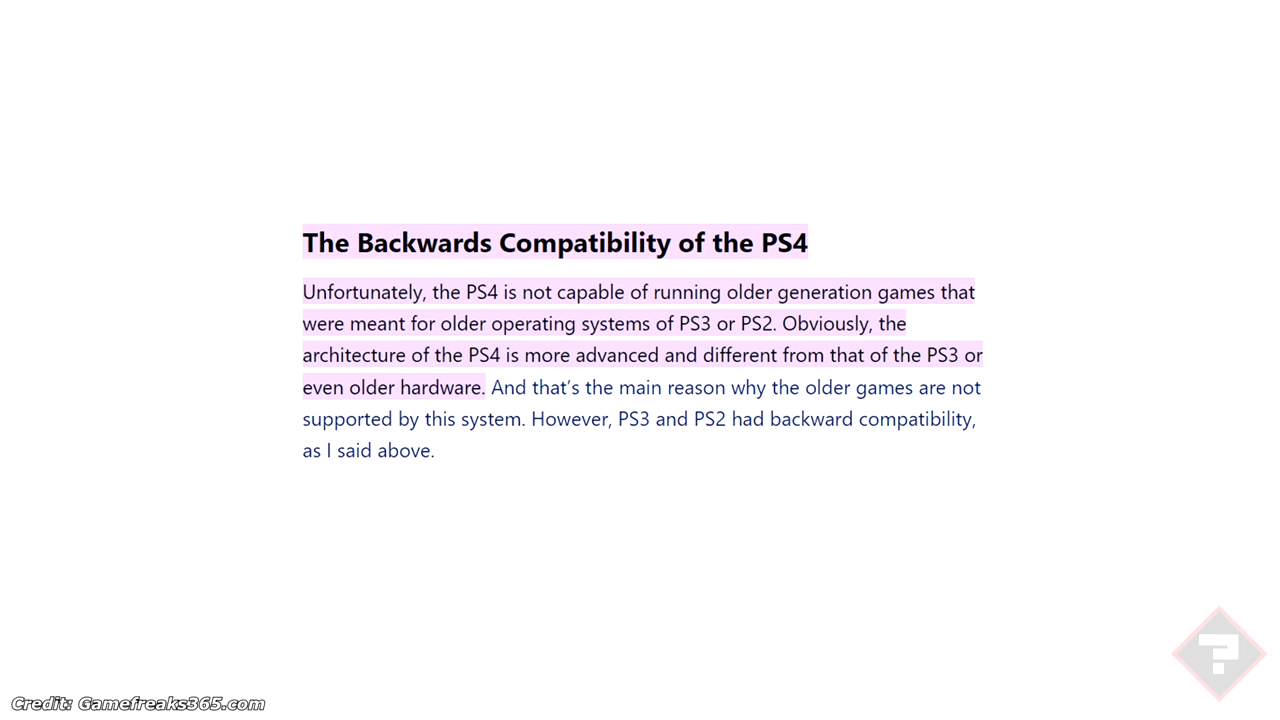 The Backwards Compatibility of the PS4
Unfortunately, the PS4 is not capable of running older generation games that
were meant for older operating systems of PS3 or PS2. Obviously, the
architecture of the PS4 is more advanced and different from that of the PS3 or
even older hardware. And that’s the main reason why the older games are not
supported by this system. However, PS3 and PS2 had backward compatibility,
as I said above.
?
Credit: Gamefreaks365.com